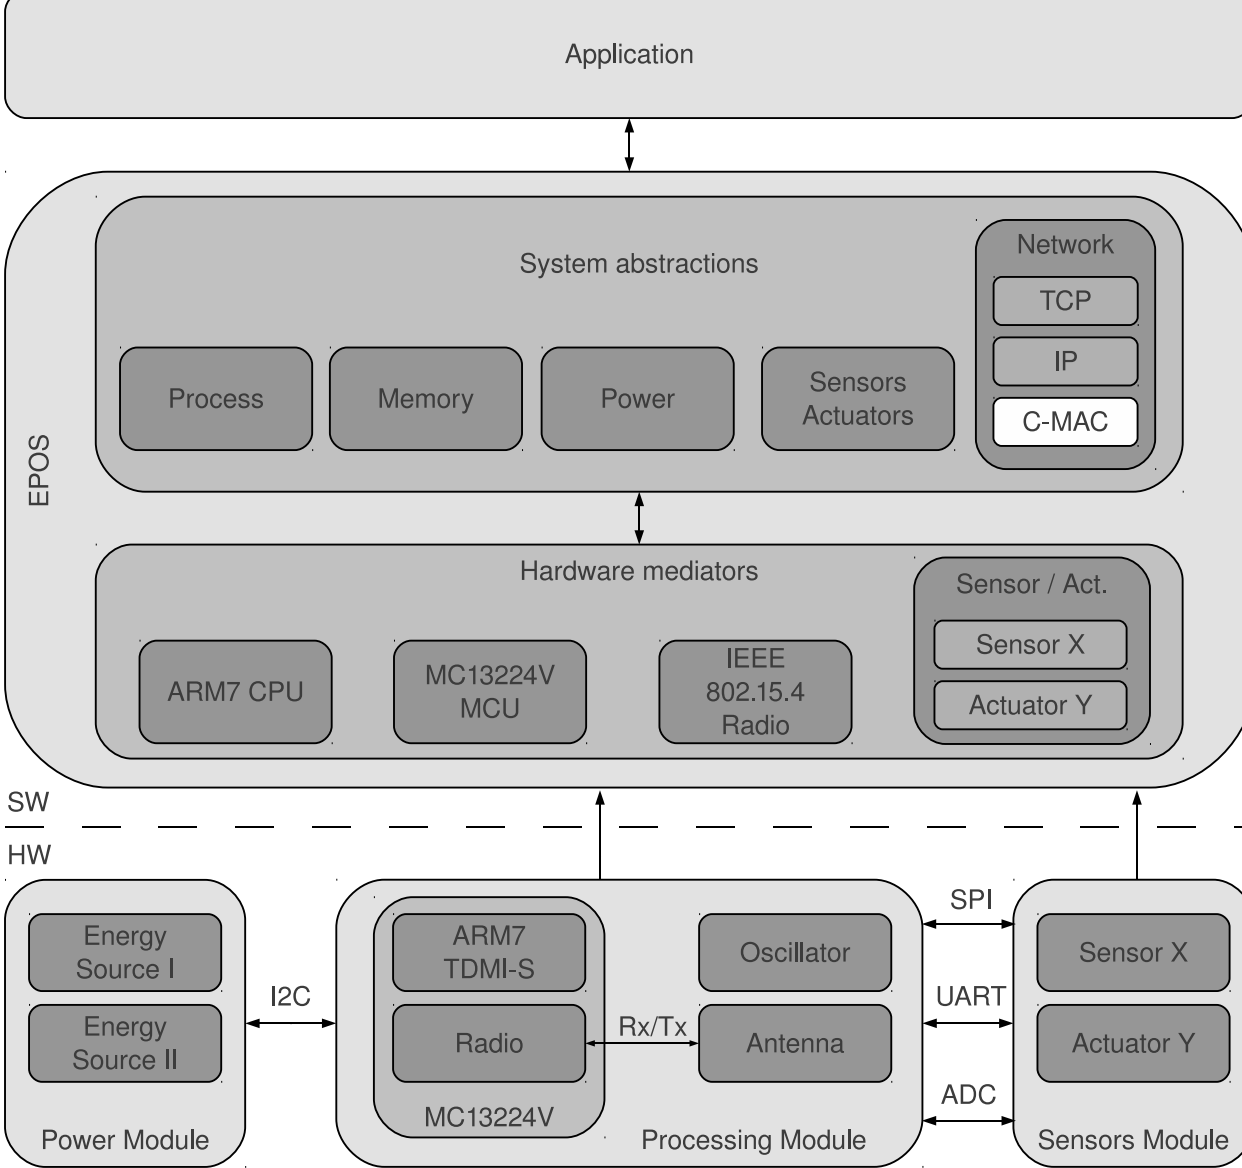 Application
System abstractions
Network
TCP
IP
C-MAC
Process
Memory
Power
Sensors
Actuators
EPOS
Hardware mediators
Sensor / Act.
Sensor X
Actuator Y
ARM7 CPU
MC13224V
MCU
IEEE
802.15.4
Radio
SW
HW
Energy
Source I
Energy
Source II
Power Module
I2C
ARM7
TDMI-S
Radio
MC13224V
Rx/Tx
Oscillator
Antenna
Processing Module
SPI
UART
ADC
Sensor X
Actuator Y
Sensors Module